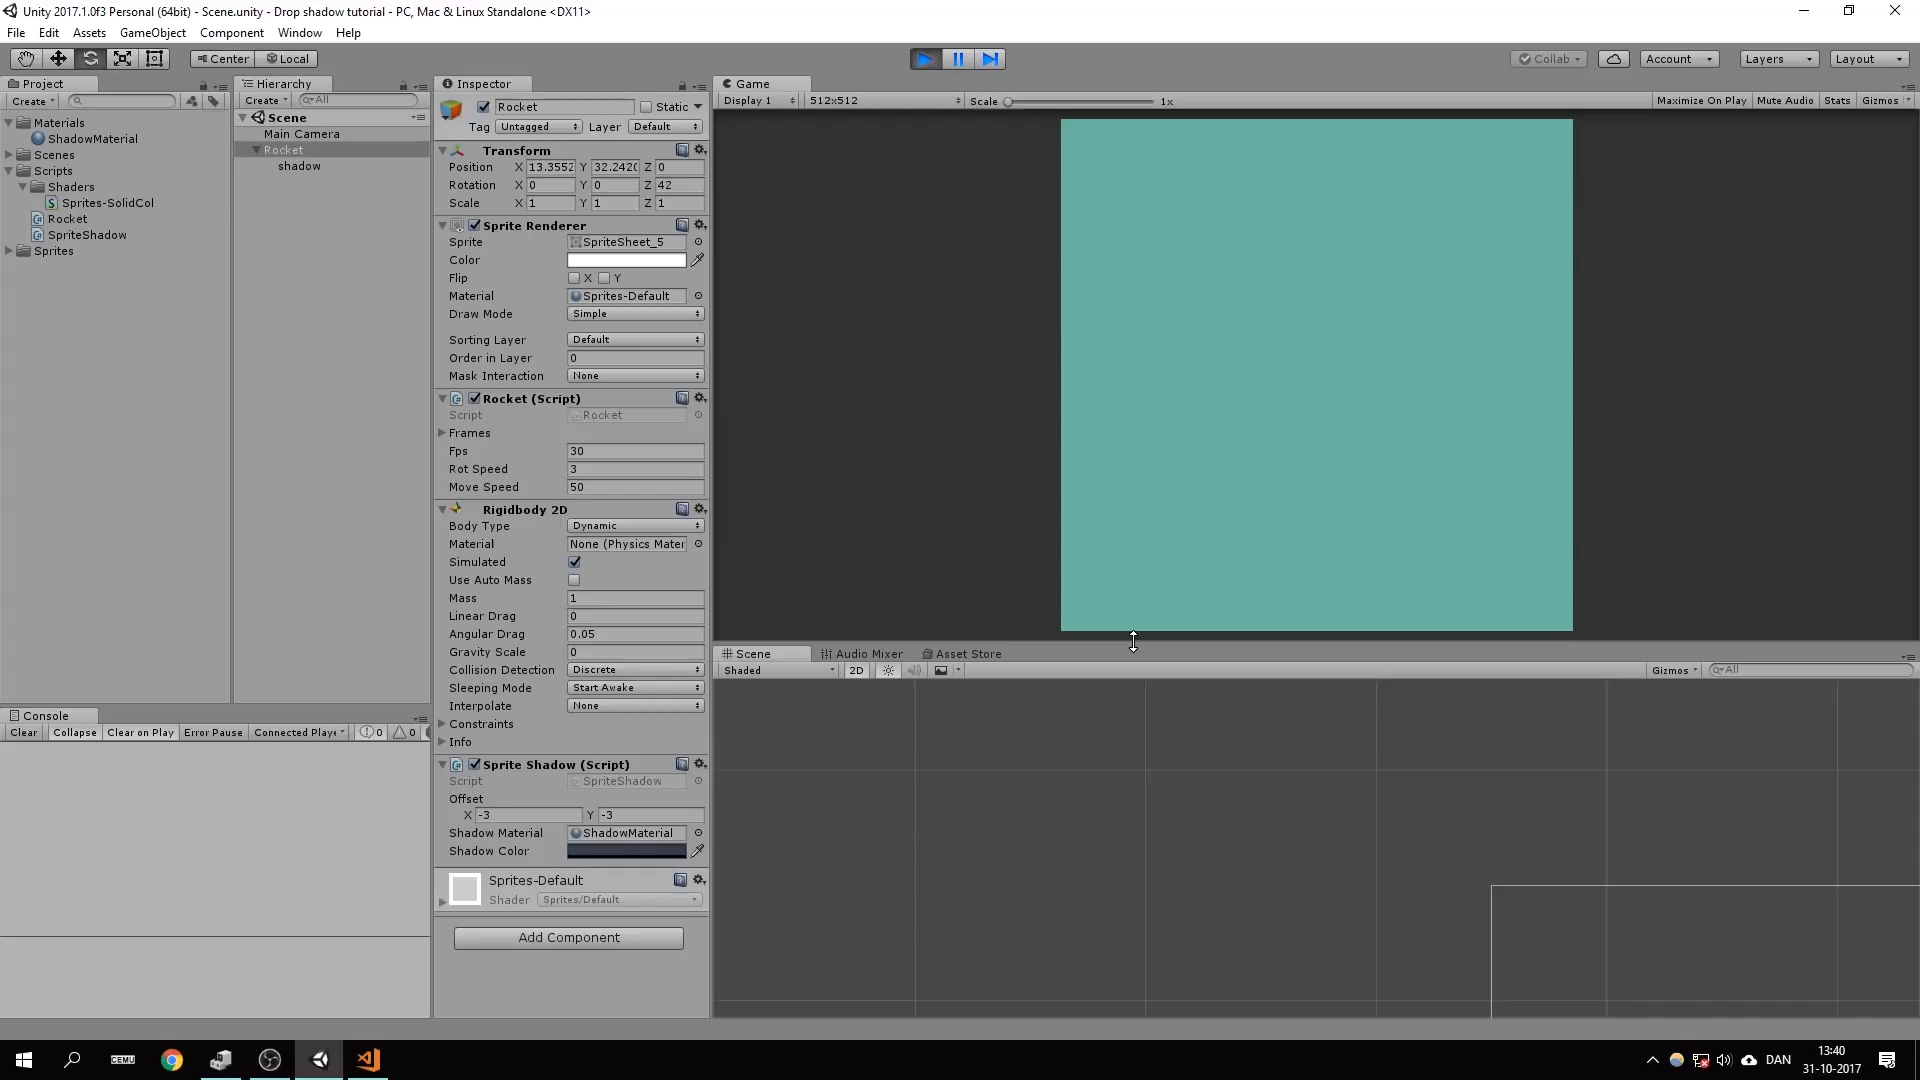 Unity 2017.1.0f3 Personal (64bit) - Scene.unity - Drop shadow tutorial - PC, Mac & Linux Standalone <DX11>
File Edit Assets GameObject Component Window Help
Center Local Collab Account Layers Layout
Project
Create
Materials
ShadowMaterial
Scenes
Scripts
Shaders
Sprites-SolidCol
Rocket
SpriteShadow
Sprites
Hierarchy
Create All
Scene
Main Camera
Rocket
shadow
Inspector
Rocket Static
Tag Untagged Layer Default
Transform
Position X 13.3552 Y 32.242( Z 0
Rotation X 0 Y 0 Z 42
Scale X 1 Y 1 Z 1
Sprite Renderer
Sprite SpriteSheet_5
Color
Flip X Y
Material Sprites-Default
Draw Mode Simple
Sorting Layer Default
Order in Layer 0
Mask Interaction None
Rocket (Script)
Script Rocket
Frames
Fps 30
Rot Speed 3
Move Speed 50
Rigidbody 2D
Body Type Dynamic
Material None (Physics Mater
Simulated
Use Auto Mass
Mass 1
Linear Drag 0
Angular Drag 0.05
Gravity Scale 0
Collision Detection Discrete
Sleeping Mode Start Awake
Interpolate None
Constraints
Info
Sprite Shadow (Script)
Script SpriteShadow
Offset
X -3 Y -3
Shadow Material ShadowMaterial
Shadow Color
Sprites-Default
Shader Sprites/Default
Add Component
Game
Display 1 512x512 Scale 1x Maximize On Play Mute Audio Stats Gizmos
Scene Audio Mixer Asset Store
Shaded 2D Gizmos All
Console
Clear Collapse Clear on Play Error Pause Connected Playe 0 0
CEMU
DAN
13:40
31-10-2017